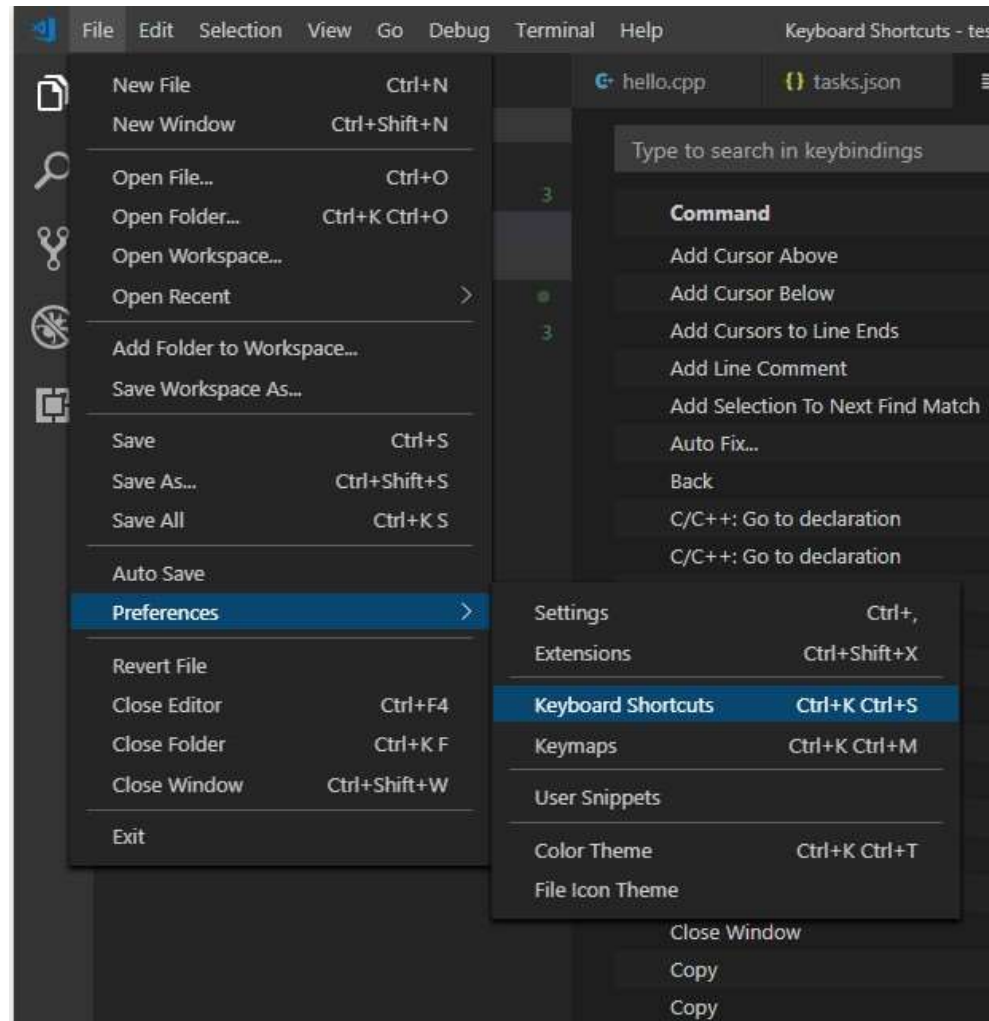 File Edit Selection View Go Debug Terminal Help Keyboard Shortcuts - tes
New File Ctrl+N
New Window Ctrl+Shift+N
Open File... Ctrl+O
Open Folder... Ctrl+K Ctrl+O
Open Workspace...
Open Recent
Add Folder to Workspace...
Save Workspace As...
Save Ctrl+S
Save As... Ctrl+Shift+S
Save All Ctrl+K S
Auto Save
Preferences
Revert File
Close Editor Ctrl+F4
Close Folder Ctrl+K F
Close Window Ctrl+Shift+W
Exit
3
3
Settings Ctrl+,
Extensions Ctrl+Shift+X
Keyboard Shortcuts Ctrl+K Ctrl+S
Keymaps Ctrl+K Ctrl+M
User Snippets
Color Theme Ctrl+K Ctrl+T
File Icon Theme
hello.cpp {} tasks.json
Type to search in keybindings
Command
Add Cursor Above
Add Cursor Below
Add Cursors to Line Ends
Add Line Comment
Add Selection To Next Find Match
Auto Fix...
Back
C/C++: Go to declaration
C/C++: Go to declaration
Close Window
Copy
Copy